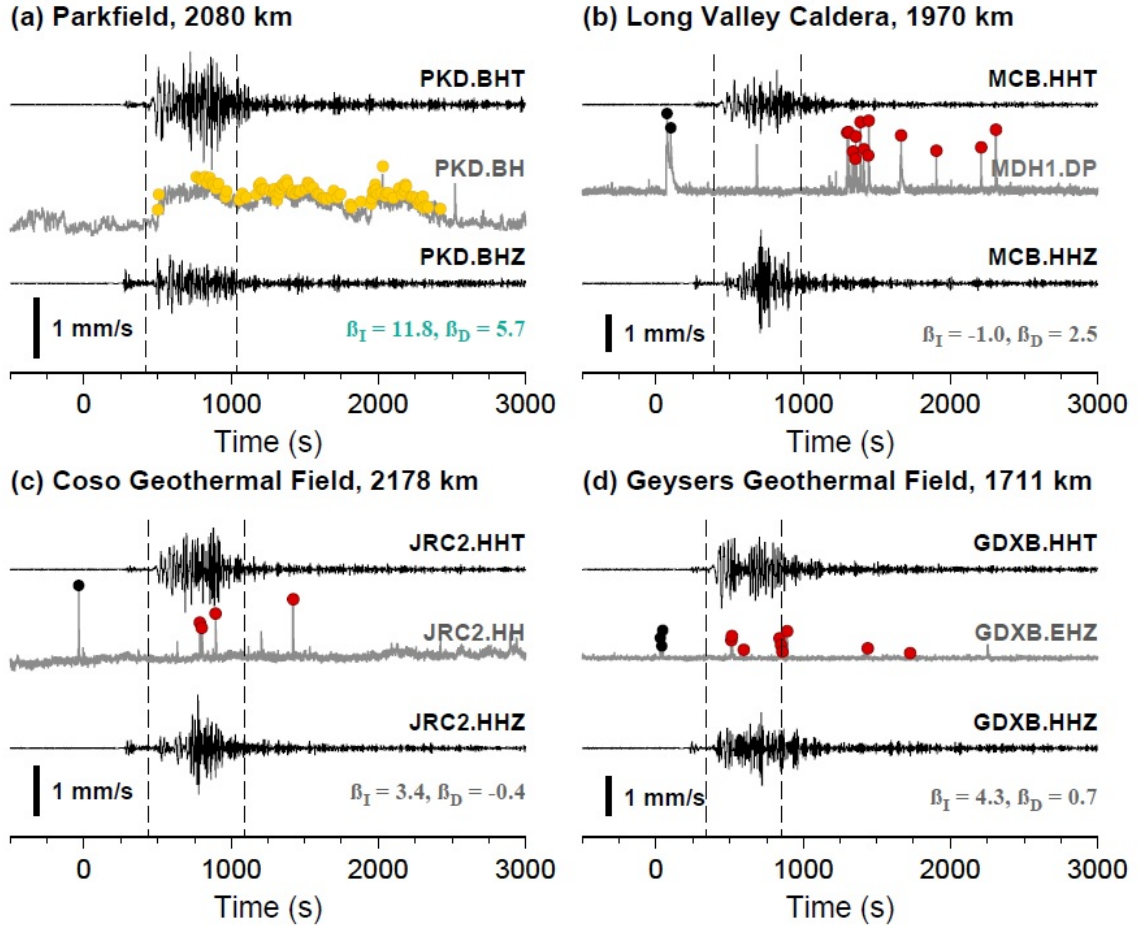 (a) Parkfield, 2080 km
PKD.BHT
PKD.BH
PKD.BHZ
1 mm/s
ßI = 11.8, ßD = 5.7
0 1000 2000 3000
Time (s)
(b) Long Valley Caldera, 1970 km
MCB.HHT
MDH1.DP
MCB.HHZ
1 mm/s
ßI = -1.0, ßD = 2.5
0 1000 2000 3000
Time (s)
(c) Coso Geothermal Field, 2178 km
JRC2.HHT
JRC2.HH
JRC2.HHZ
1 mm/s
ßI = 3.4, ßD = -0.4
0 1000 2000 3000
Time (s)
(d) Geysers Geothermal Field, 1711 km
GDXB.HHT
GDXB.EHZ
GDXB.HHZ
1 mm/s
ßI = 4.3, ßD = 0.7
0 1000 2000 3000
Time (s)